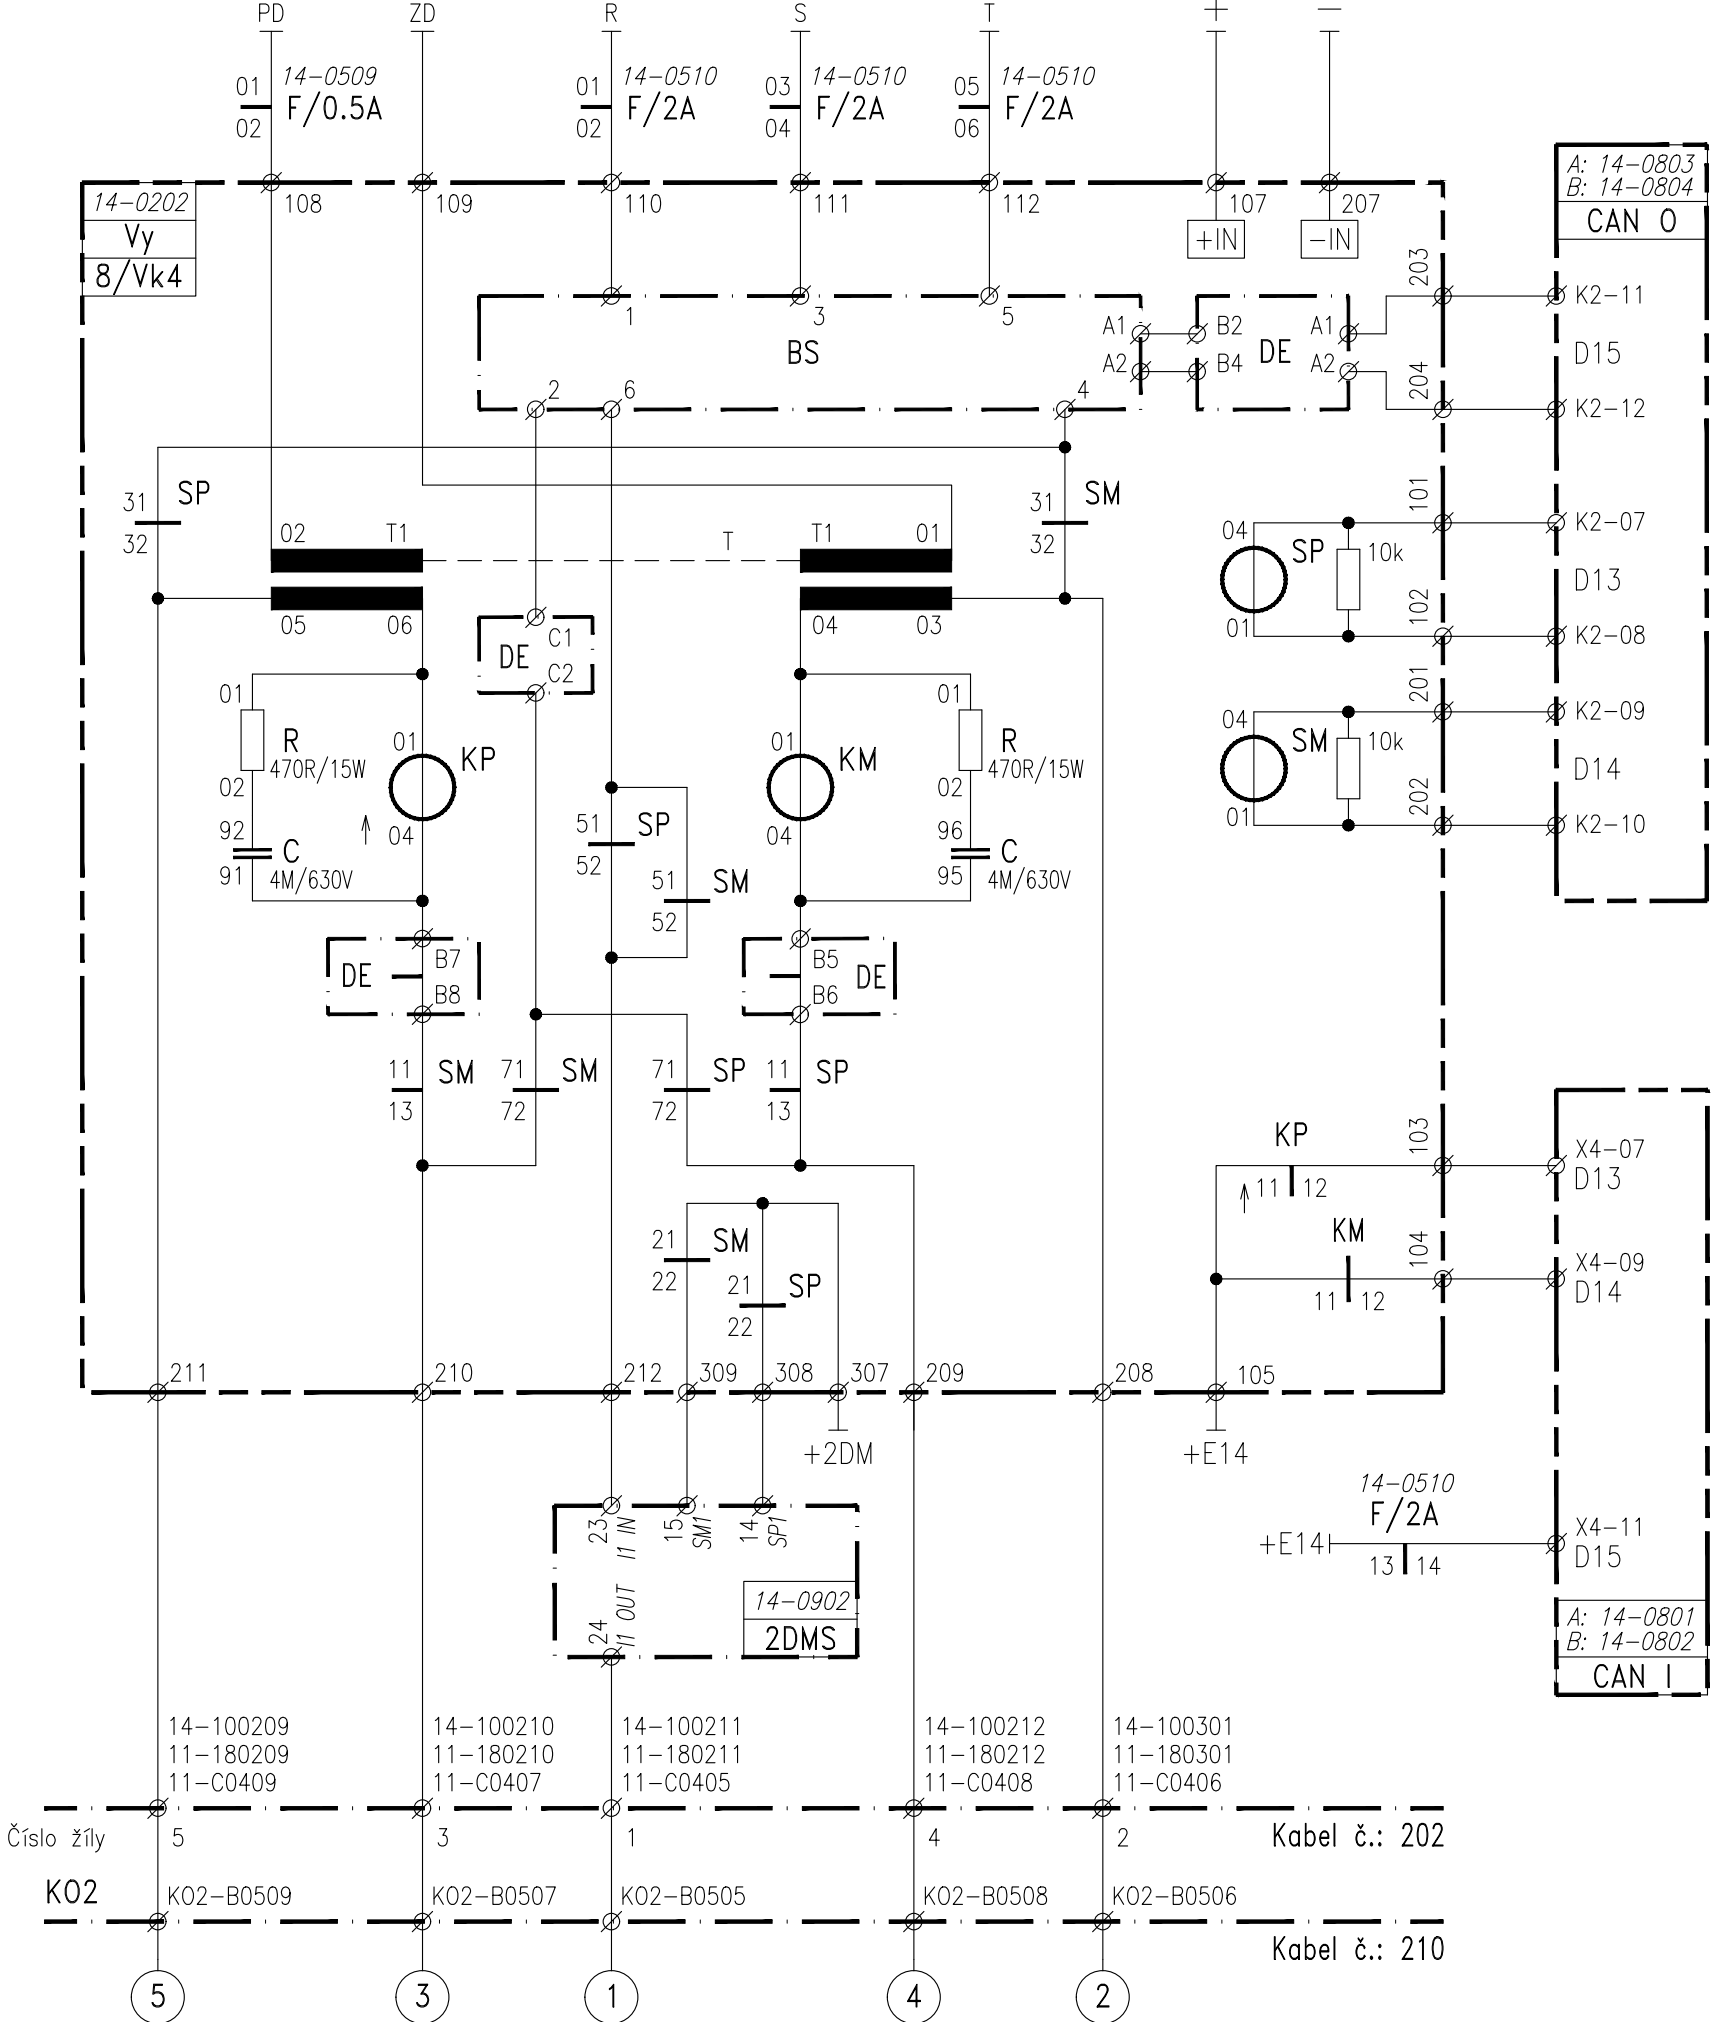 PD ZD R S T + −
01 14-0509 01 14-0510 03 14-0510 05 14-0510
F/0.5A F/2A F/2A F/2A
02 02 04 06
A: 14-0803
B: 14-0804
CAN O
14-0202
Vy
8/Vk4
108 109 110 111 112 107 207
+IN -IN
203
K2-11
1 3 5
A1 B2 A1
BS DE D15
A2 B4 A2
204
2 6 4
K2-12
31 SP 31 SM
32 32
101
02 T1 T T1 01
04 SP 10k K2-07
D13
05 06 04 03
102
01 K2-08
C1
DE
C2
01 01
201
04 SM 10k K2-09
R 01 KP 01 KM R
470R/15W 470R/15W
D14
02 02
202
01 K2-10
92 04 51 SP 04 96
C 52 C
91 4M/630V 95 4M/630V
51 SM
52
B7 B5
DE DE
B8 B6
11 SM 71 SM 71 SP 11 SP
13 72 72 13
KP 103 X4-07
11 12 D13
21 SM
22
KM 104 X4-09
11 12 D14
21 SP
22
211 210 212 309 308 307 209 208 105
+2DM +E14
14-0510
F/2A
23 I1 IN 15 SM1 14 SP1
+E14 X4-11
13 14 D15
24 I1 OUT
14-0902
2DMS
A: 14-0801
B: 14-0802
CAN I
14-100209 14-100210 14-100211 14-100212 14-100301
11-180209 11-180210 11-180211 11-180212 11-180301
11-C0409 11-C0407 11-C0405 11-C0408 11-C0406
Číslo žíly 5 3 1 4 2 Kabel č.: 202
K02 K02-B0509 K02-B0507 K02-B0505 K02-B0508 K02-B0506
Kabel č.: 210
5 3 1 4 2